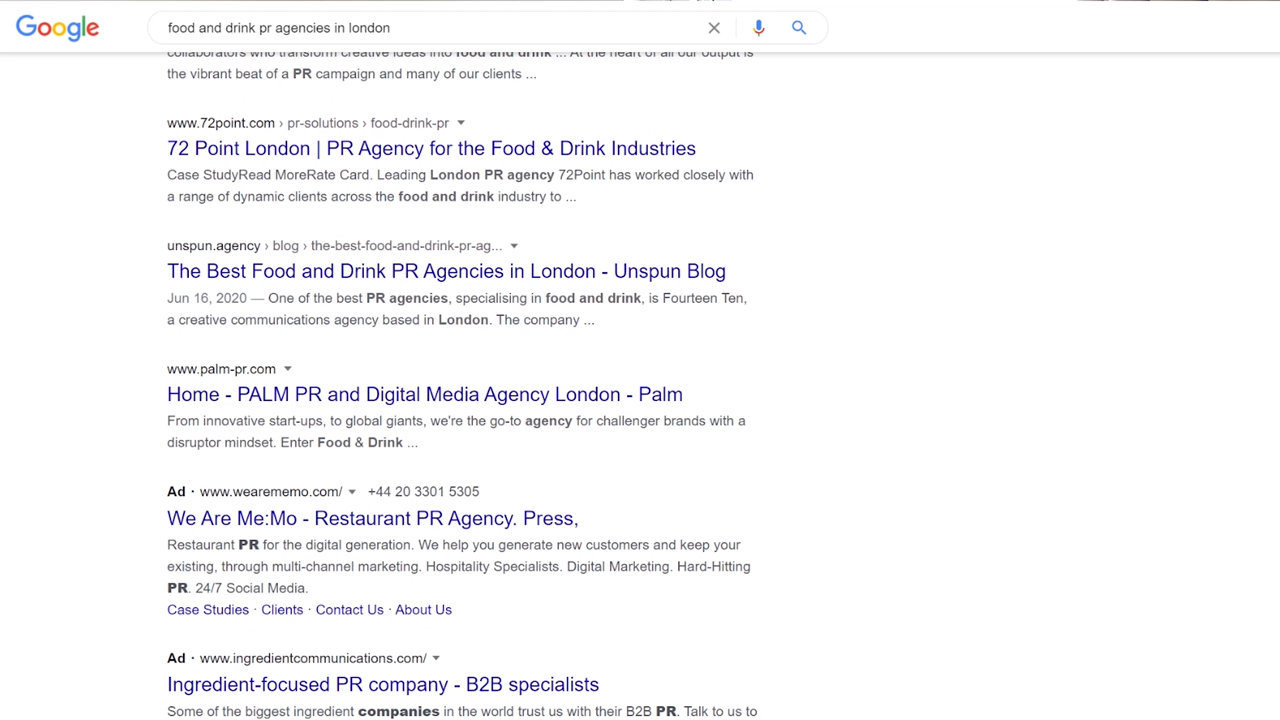 Google
food and drink pr agencies in london
collaborators who transform creative ideas into food and drink ... At the heart of all our output is
the vibrant beat of a PR campaign and many of our clients ...
www.72point.com › pr-solutions › food-drink-pr
72 Point London | PR Agency for the Food & Drink Industries
Case StudyRead MoreRate Card. Leading London PR agency 72Point has worked closely with
a range of dynamic clients across the food and drink industry to ...
unspun.agency › blog › the-best-food-and-drink-pr-ag...
The Best Food and Drink PR Agencies in London - Unspun Blog
Jun 16, 2020 — One of the best PR agencies, specialising in food and drink, is Fourteen Ten,
a creative communications agency based in London. The company ...
www.palm-pr.com
Home - PALM PR and Digital Media Agency London - Palm
From innovative start-ups, to global giants, we're the go-to agency for challenger brands with a
disruptor mindset. Enter Food & Drink ...
Ad · www.wearememo.com/ +44 20 3301 5305
We Are Me:Mo - Restaurant PR Agency. Press,
Restaurant PR for the digital generation. We help you generate new customers and keep your
existing, through multi-channel marketing. Hospitality Specialists. Digital Marketing. Hard-Hitting
PR. 24/7 Social Media.
Case Studies · Clients · Contact Us · About Us
Ad · www.ingredientcommunications.com/
Ingredient-focused PR company - B2B specialists
Some of the biggest ingredient companies in the world trust us with their B2B PR. Talk to us to